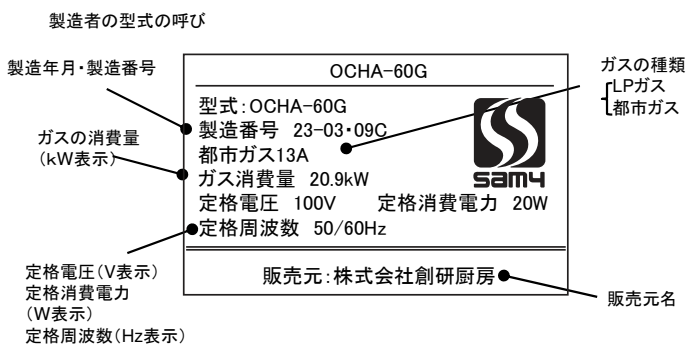 製造者の型式の呼び
製造年月・製造番号
ガスの消費量
（kW表示）
定格電圧（V表示）
定格消費電力
（W表示）
定格周波数（Hz表示）
OCHA-60G
型式：OCHA-60G
製造番号 23-03・09C
都市ガス13A
ガス消費量 20.9kW
定格電圧 100V 定格消費電力 20W
定格周波数 50/60Hz
samy
販売元：株式会社創研厨房
ガスの種類
LPガス
都市ガス
販売元名